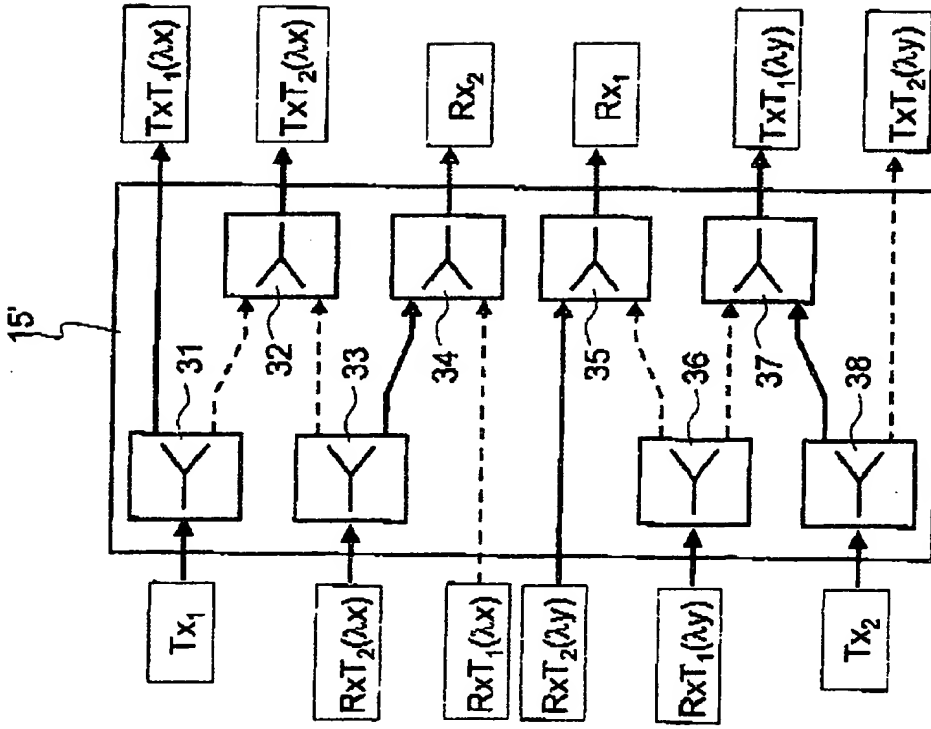 15'
Tx₁
31
TxT₁(λx)
32
TxT₂(λx)
RxT₂(λx)
33
34
Rx₂
RxT₁(λx)
RxT₂(λy)
35
Rx₁
RxT₁(λy)
36
37
TxT₁(λy)
Tx₂
38
TxT₂(λy)